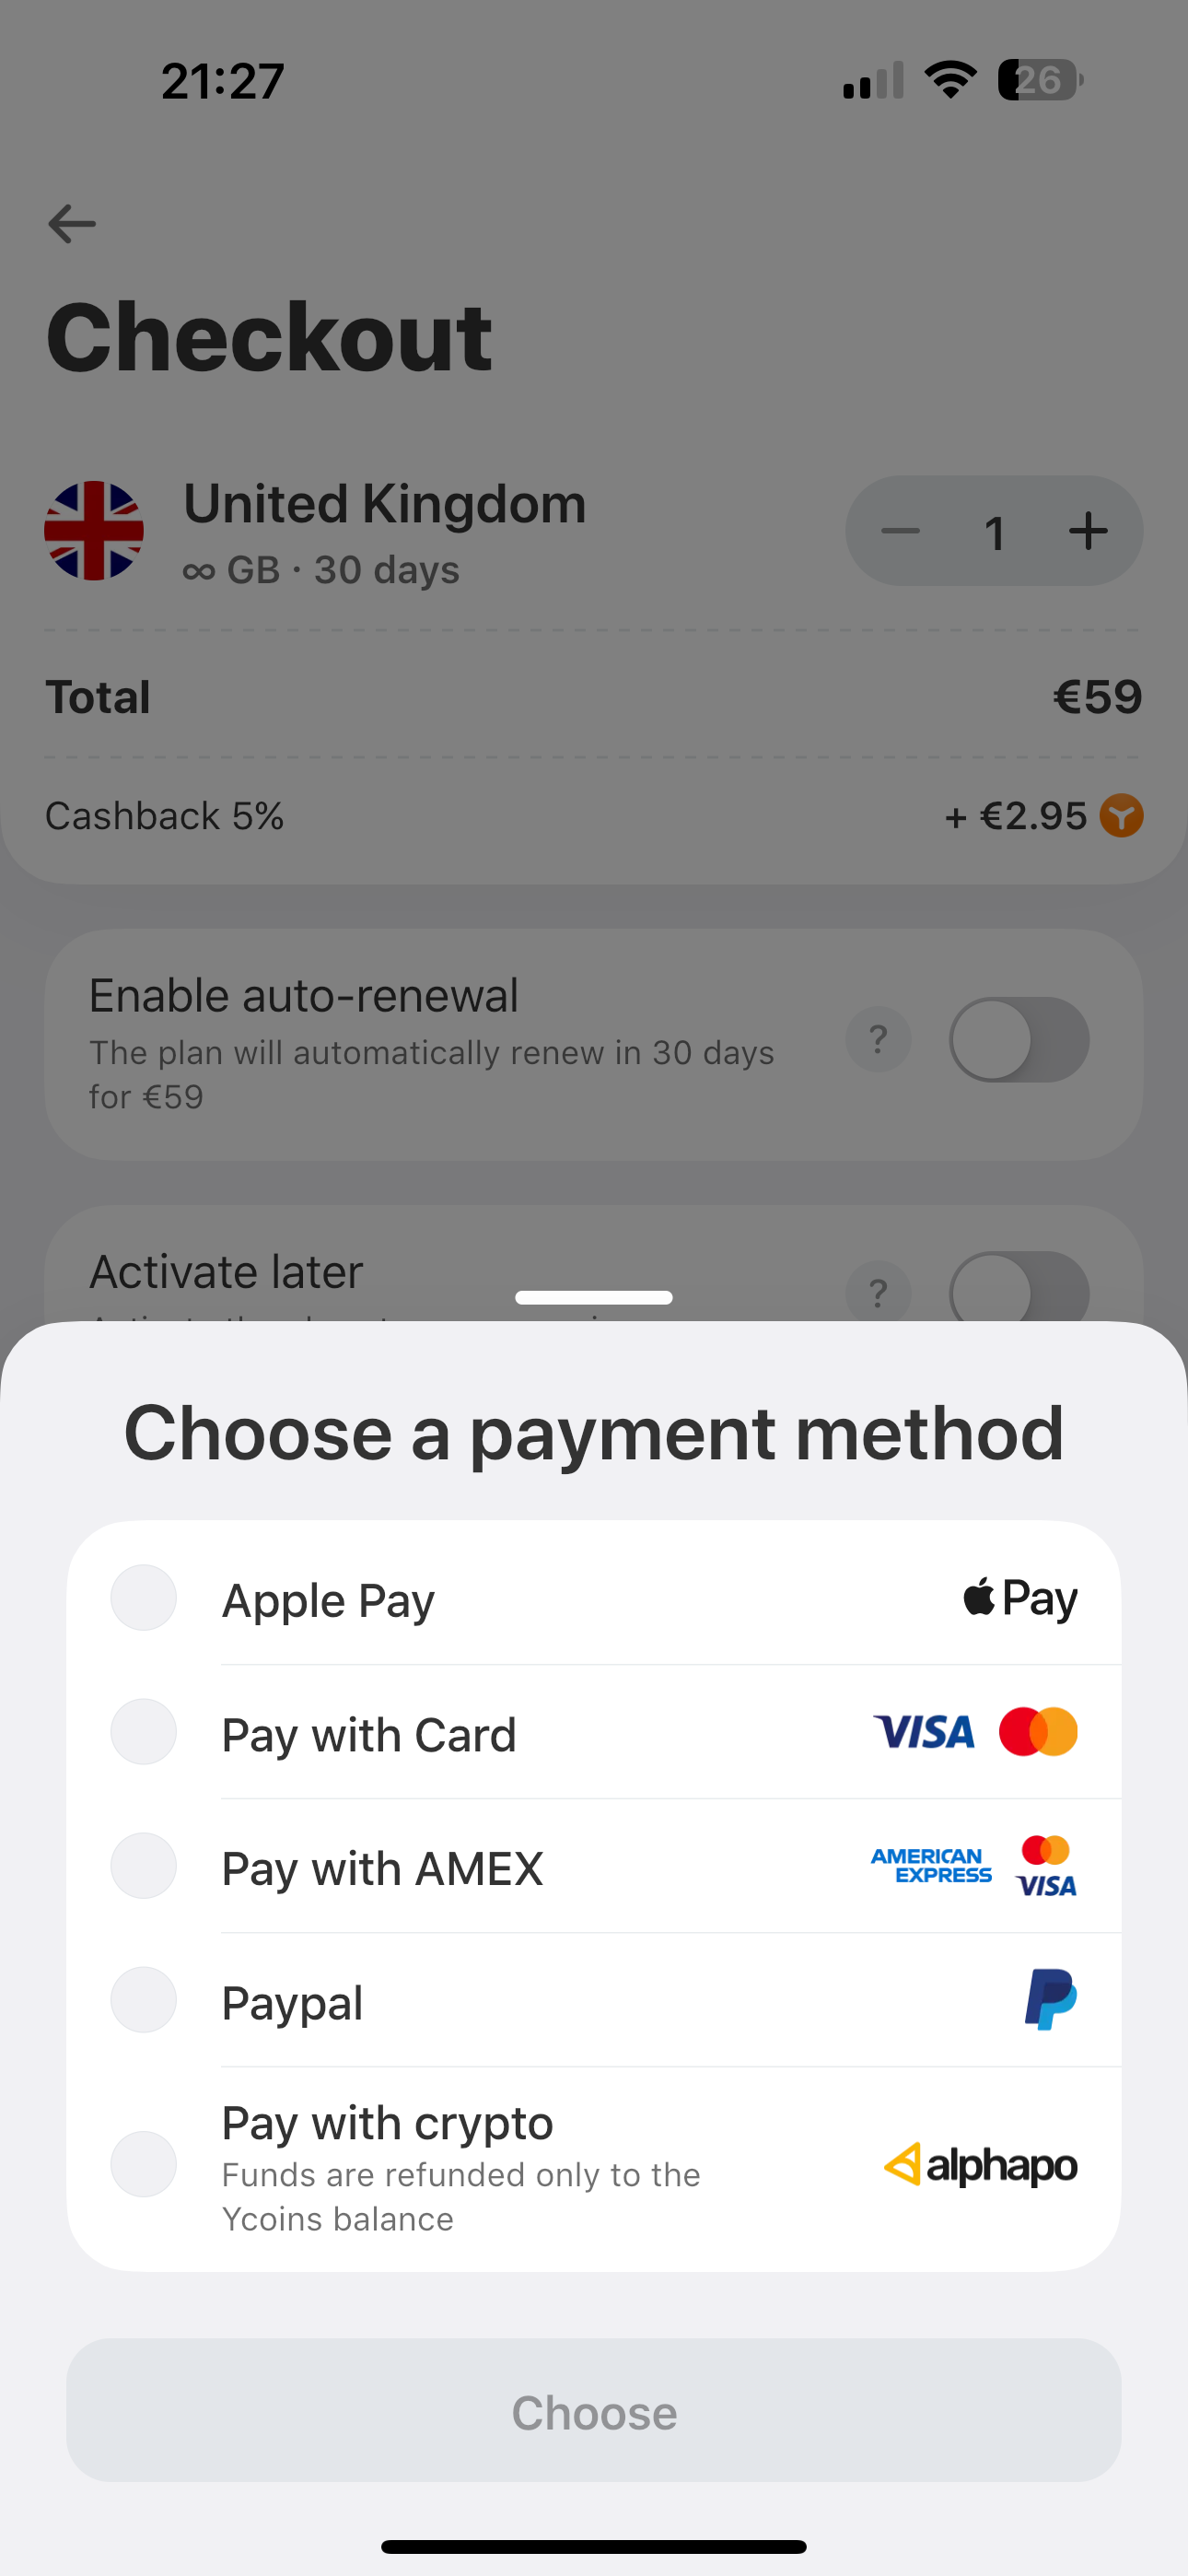 21:27
26
Checkout
United Kingdom
∞ GB · 30 days
1
Total
€59
Cashback 5%
+ €2.95
Enable auto-renewal
The plan will automatically renew in 30 days
for €59
?
Activate later
?
Choose a payment method
Apple Pay
Pay
Pay with Card
VISA
Pay with AMEX
AMERICAN
EXPRESS
VISA
Paypal
Pay with crypto
Funds are refunded only to the
Ycoins balance
alphapo
Choose